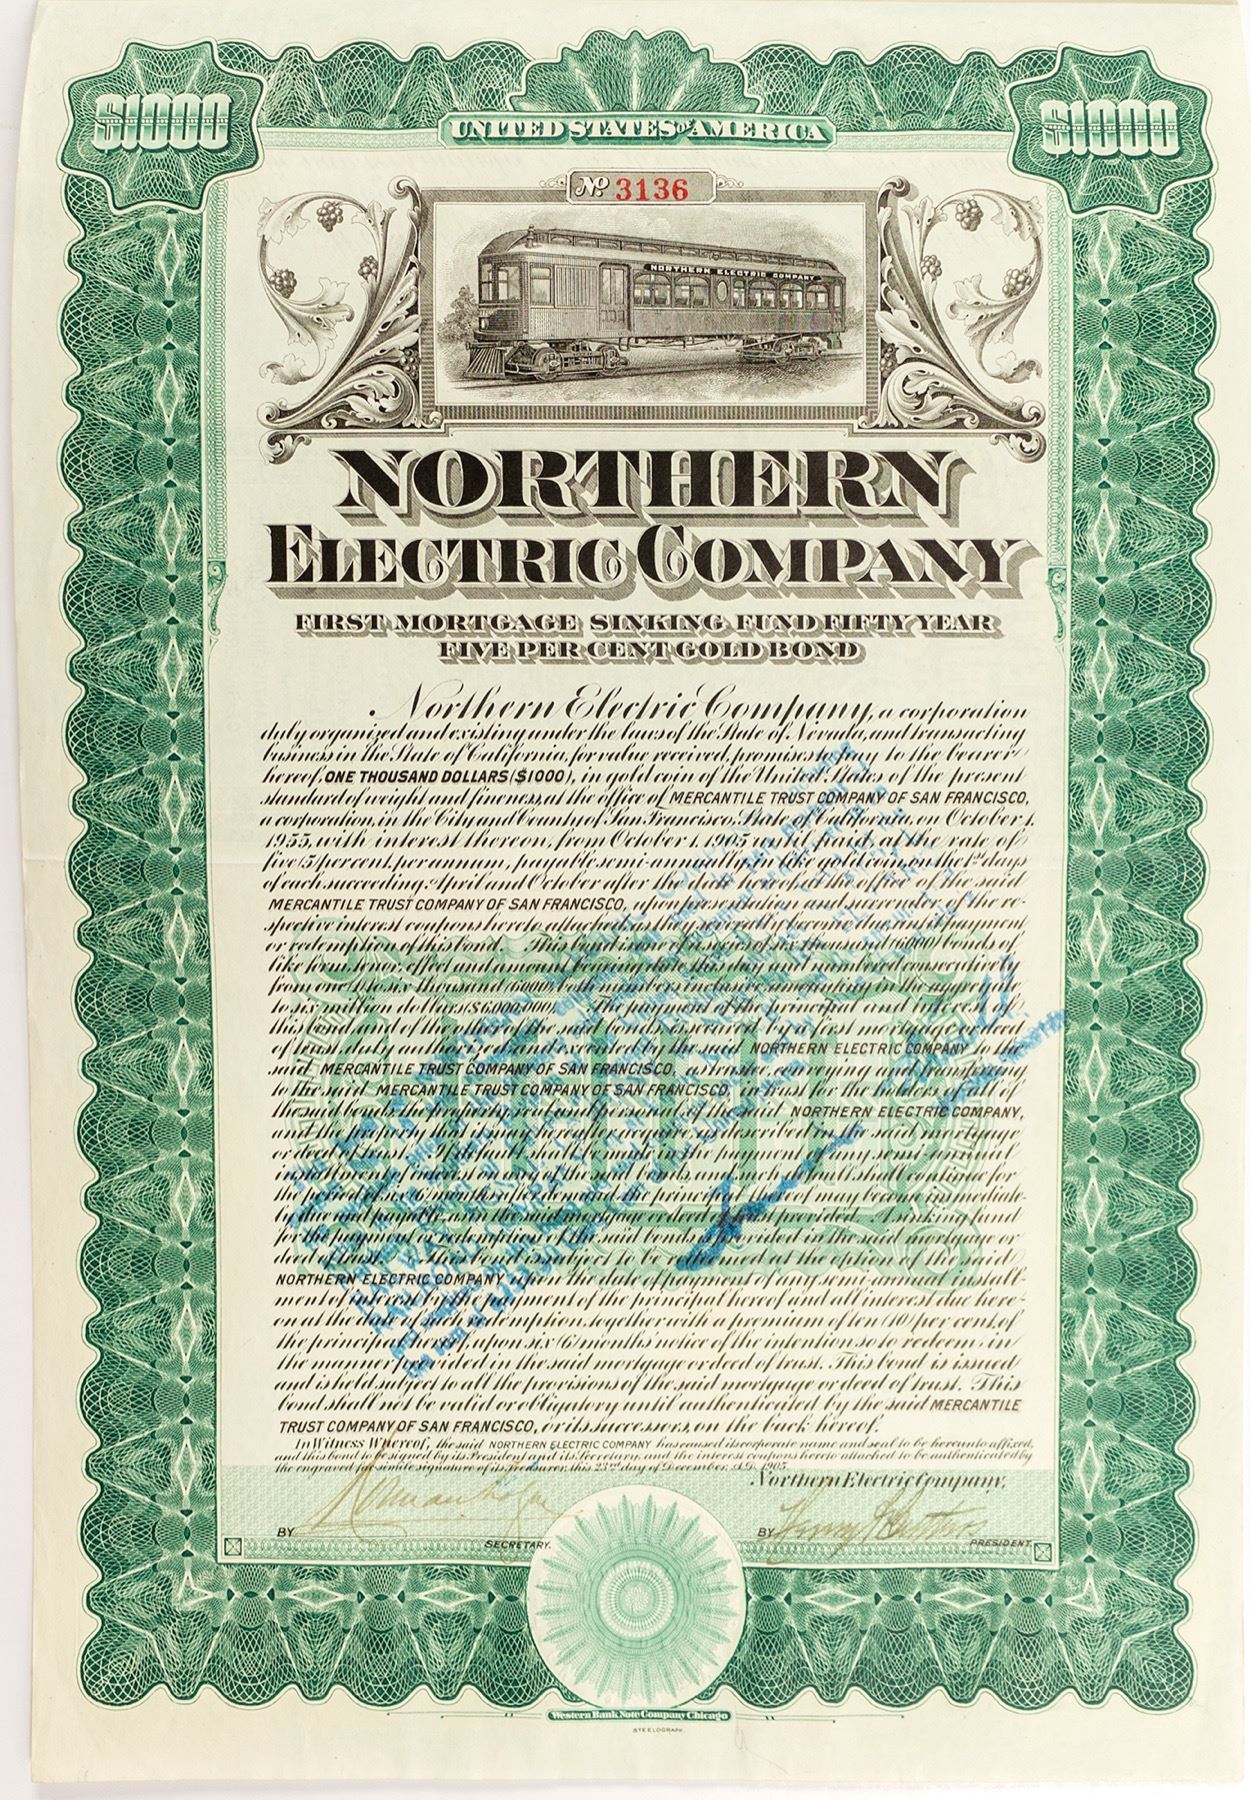 $1000
UNITED STATES OF AMERICA
$1000
No 3136
NORTHERN ELECTRIC COMPANY
NORTHERN
ELECTRIC COMPANY
FIRST MORTGAGE SINKING FUND FIFTY YEAR
FIVE PER CENT GOLD BOND
Northern Electric Company, a corporation
duly organized and existing under the laws of the State of Nevada, and transacting
business in the State of California, for value received, promises to pay to the bearer
hereof, ONE THOUSAND DOLLARS ($1000), in gold coin of the United States of the present
standard of weight and fineness, at the office of MERCANTILE TRUST COMPANY OF SAN FRANCISCO,
a corporation, in the City and County of San Francisco, State of California, on October 1,
1955, with interest thereon, from October 1, 1905 until paid, at the rate of
five (5) per cent. per annum, payable semi-annually, in like gold coin, on the 1st days
of each succeeding April and October after the date hereof at the office of the said
MERCANTILE TRUST COMPANY OF SAN FRANCISCO, upon presentation and surrender of the re-
spective interest coupons hereto attached as they severally become due, until payment
or redemption of this bond. This bond is one of a series of six thousand (6000) bonds of
like form, tenor, effect and amount bearing date this day and numbered consecutively
from one (1) to six thousand (6000), both numbers inclusive, amounting in the aggregate
to six million dollars ($6,000,000). The payment of the principal and interest of
this bond and of the other of the said bonds is secured by a first mortgage or deed
of trust, duly authorized and executed by the said NORTHERN ELECTRIC COMPANY to the
said MERCANTILE TRUST COMPANY OF SAN FRANCISCO, as trustee, conveying and transferring
to the said MERCANTILE TRUST COMPANY OF SAN FRANCISCO, in trust for the holders of all of
the said bonds the property, real and personal, of the said NORTHERN ELECTRIC COMPANY,
and the property that it may hereafter acquire, as described in the said mortgage
or deed of trust. If default shall be made in the payment of any semi-annual
installment of interest on any of the said bonds, and such default shall continue for
the period of six (6) months after demand, the principal thereof may become immediate-
ly due and payable, as in the said mortgage or deed of trust provided. A sinking fund
for the payment or redemption of the said bonds is provided in the said mortgage or
deed of trust. This bond is subject to be redeemed at the option of the said
NORTHERN ELECTRIC COMPANY upon the date of payment of any semi-annual install-
ment of interest by the payment of the principal hereof and all interest due here-
on at the date of such redemption, together with a premium of ten (10) per cent. of
the principal hereof, upon six (6) months' notice of the intention so to redeem in
the manner provided in the said mortgage or deed of trust. This bond is issued
and is held subject to all the provisions of the said mortgage or deed of trust. This
bond shall not be valid or obligatory until authenticated by the said MERCANTILE
TRUST COMPANY OF SAN FRANCISCO, or its successors, on the back hereof.
In Witness Whereof, the said NORTHERN ELECTRIC COMPANY has caused its corporate name and seal to be hereunto affixed,
and this bond to be signed by its President and its Secretary, and the interest coupons hereto attached to be authenticated by
the engraved fac-simile signature of its Treasurer, this 23rd day of December, A.D. 1905.
Northern Electric Company,
BY
SECRETARY.
BY Henry Butters
PRESIDENT.
Western Bank Note Company Chicago
STEELOGRAPH.